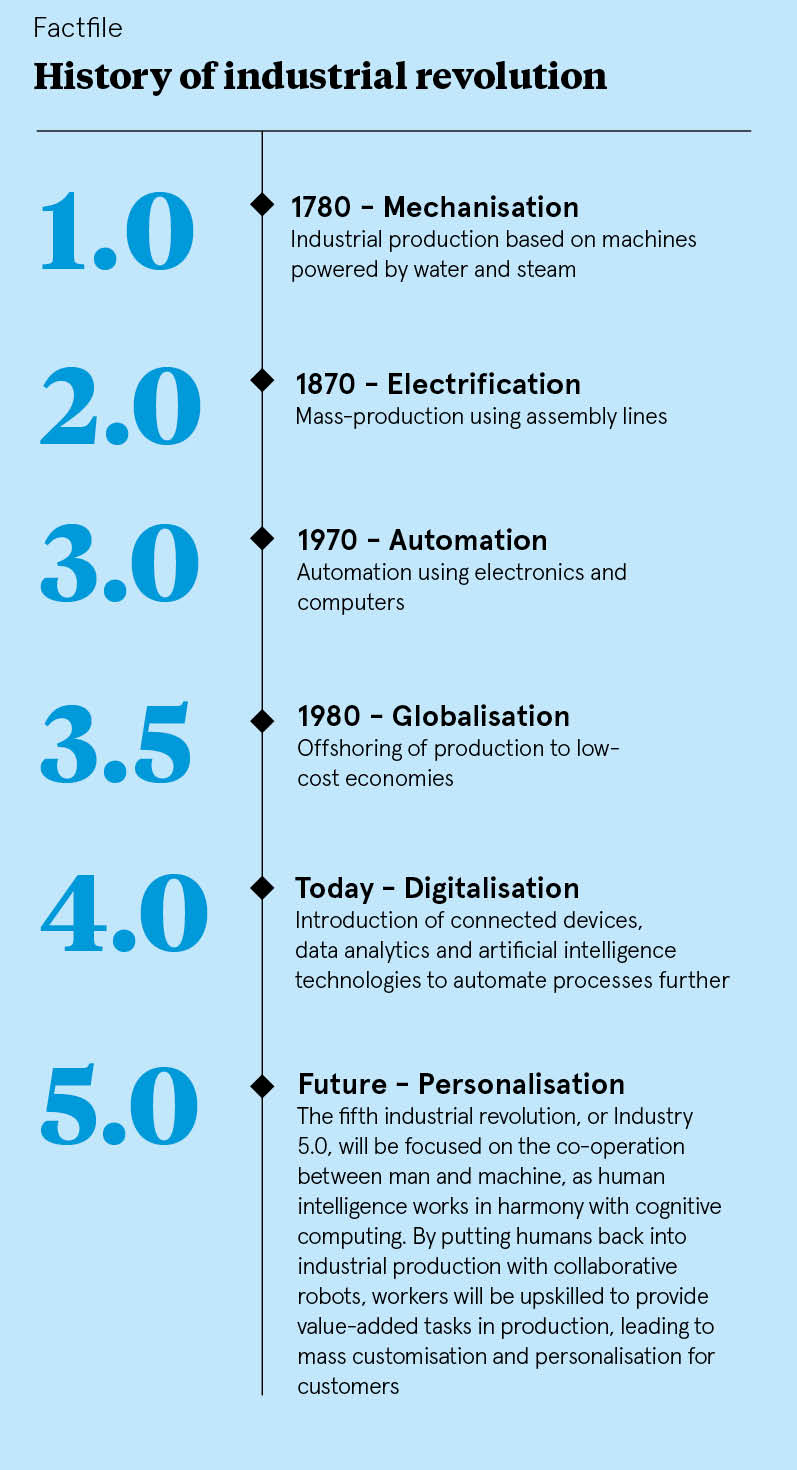 Factfile
History of industrial revolution
1.0
1780 – Mechanisation
Industrial production based on machines
powered by water and steam
2.0
1870 – Electrification
Mass-production using assembly lines
3.0
1970 – Automation
Automation using electronics and
computers
3.5
1980 – Globalisation
Offshoring of production to low-
cost economies
4.0
Today – Digitalisation
Introduction of connected devices,
data analytics and artificial intelligence
technologies to automate processes further
5.0
Future – Personalisation
The fifth industrial revolution, or Industry
5.0, will be focused on the co-operation
between man and machine, as human
intelligence works in harmony with cognitive
computing. By putting humans back into
industrial production with collaborative
robots, workers will be upskilled to provide
value-added tasks in production, leading to
mass customisation and personalisation for
customers